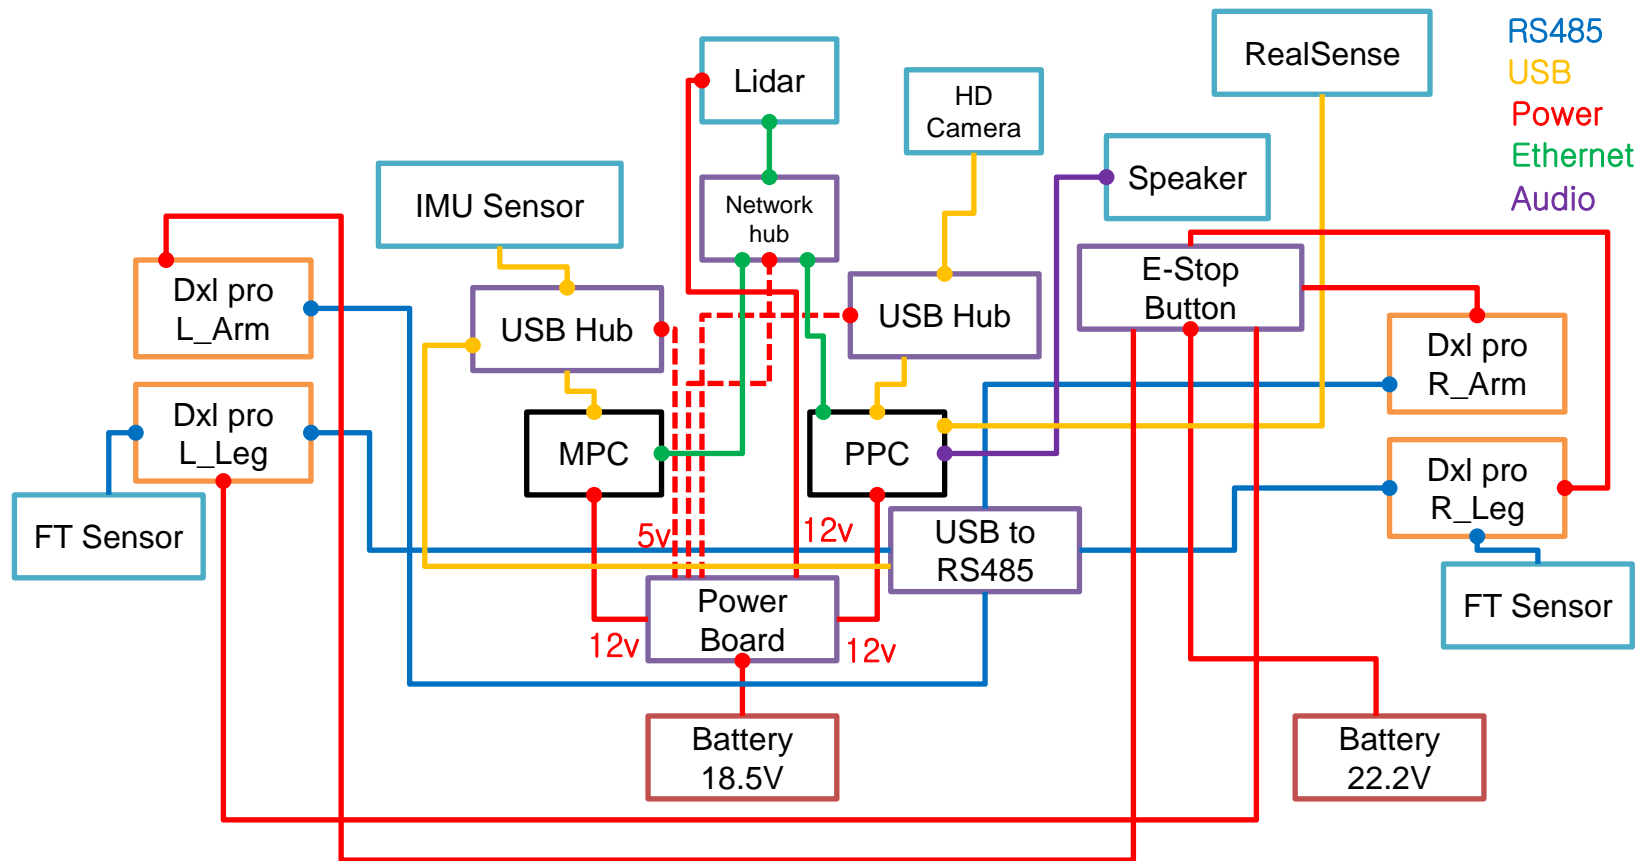 RS485
USB
Power
Ethernet
Audio
RealSense
Lidar
HD
Camera
Speaker
IMU Sensor
Network
hub
E-Stop
Button
Dxl pro
L_Arm
USB Hub
USB Hub
Dxl pro
R_Arm
Dxl pro
L_Leg
MPC
PPC
Dxl pro
R_Leg
FT Sensor
5v
12v
USB to
RS485
FT Sensor
Power
Board
12v
12v
Battery
18.5V
Battery
22.2V